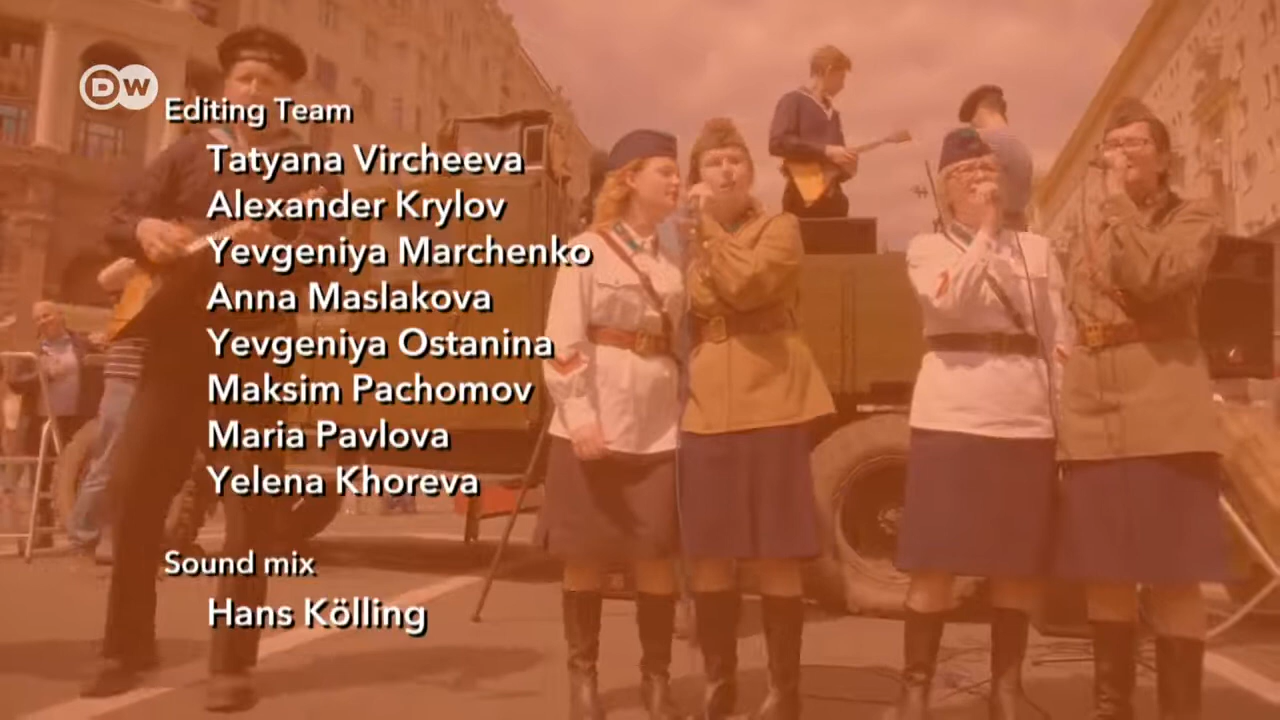 DW
Editing Team
Tatyana Vircheeva
Alexander Krylov
Yevgeniya Marchenko
Anna Maslakova
Yevgeniya Ostanina
Maksim Pachomov
Maria Pavlova
Yelena Khoreva
Sound mix
Hans Kölling